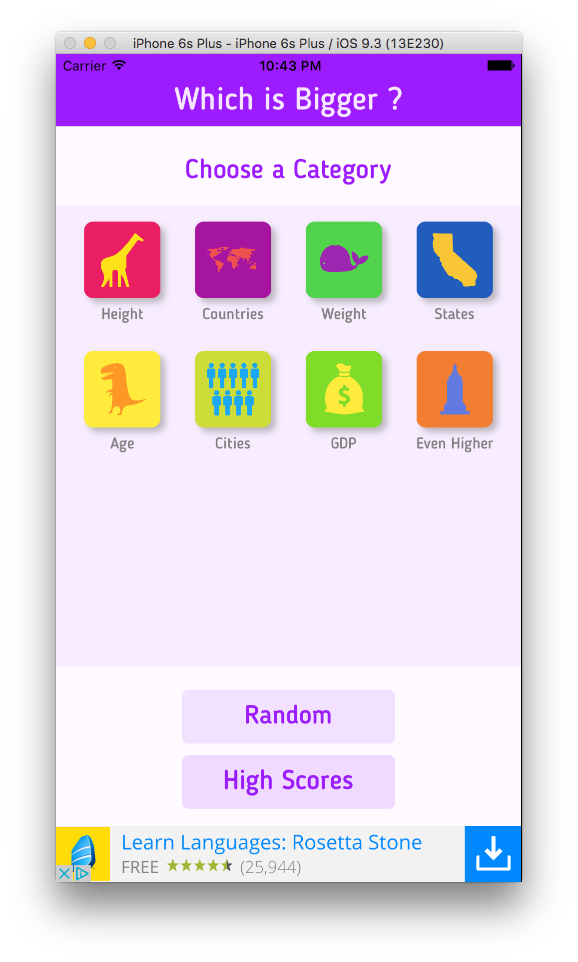 iPhone 6s Plus - iPhone 6s Plus / iOS 9.3 (13E230)
Carrier 10:43 PM
Which is Bigger ?
Choose a Category
Height Countries Weight States
$
Age Cities GDP Even Higher
Random
High Scores
Learn Languages: Rosetta Stone
FREE (25,944)